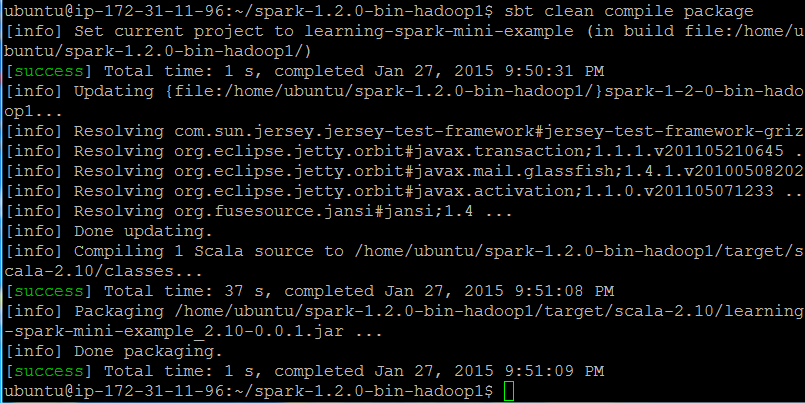 ubuntu@ip-172-31-11-96:~/spark-1.2.0-bin-hadoop1$ sbt clean compile package
[info] Set current project to learning-spark-mini-example (in build file:/home/u
buntu/spark-1.2.0-bin-hadoop1/)
[success] Total time: 1 s, completed Jan 27, 2015 9:50:31 PM
[info] Updating {file:/home/ubuntu/spark-1.2.0-bin-hadoop1/}spark-1-2-0-bin-hado
op1...
[info] Resolving com.sun.jersey.jersey-test-framework#jersey-test-framework-griz
[info] Resolving org.eclipse.jetty.orbit#javax.transaction;1.1.1.v201105210645 .
[info] Resolving org.eclipse.jetty.orbit#javax.mail.glassfish;1.4.1.v20100508202
[info] Resolving org.eclipse.jetty.orbit#javax.activation;1.1.0.v201105071233 ..
[info] Resolving org.fusesource.jansi#jansi;1.4 ...
[info] Done updating.
[info] Compiling 1 Scala source to /home/ubuntu/spark-1.2.0-bin-hadoop1/target/s
cala-2.10/classes...
[success] Total time: 37 s, completed Jan 27, 2015 9:51:08 PM
[info] Packaging /home/ubuntu/spark-1.2.0-bin-hadoop1/target/scala-2.10/learning
-spark-mini-example_2.10-0.0.1.jar ...
[info] Done packaging.
[success] Total time: 1 s, completed Jan 27, 2015 9:51:09 PM
ubuntu@ip-172-31-11-96:~/spark-1.2.0-bin-hadoop1$